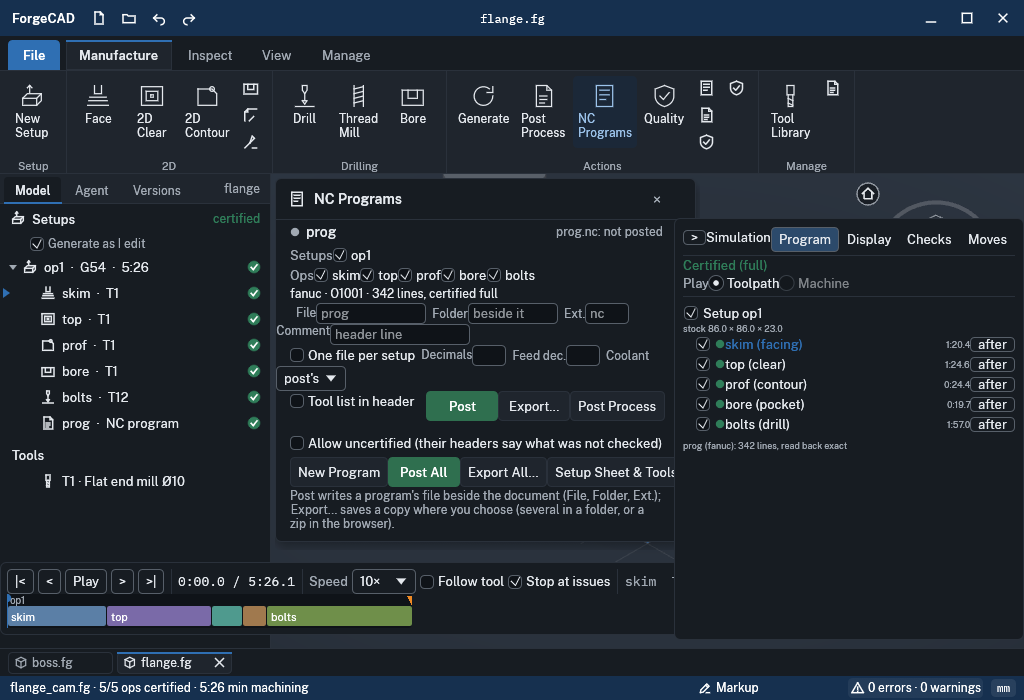 ForgeCAD
flange.fg
File Manufacture Inspect View Manage
New Setup
Face
2D Clear
2D Contour
Drill
Thread Mill
Bore
Generate
Post Process
NC Programs
Quality
Tool Library
Setup 2D Drilling Actions Manage
Model Agent Versions flange
Setups certified
Generate as I edit
op1 · G54 · 5:26
skim · T1
top · T1
prof · T1
bore · T1
bolts · T12
prog · NC program
Tools
T1 · Flat end mill Ø10
NC Programs ×
prog prog.nc: not posted
Setups op1
Ops skim top prof bore bolts
fanuc · O1001 · 342 lines, certified full
File prog Folder beside it Ext. nc
Comment header line
One file per setup Decimals Feed dec. Coolant
post's
Tool list in header Post Export... Post Process
Allow uncertified (their headers say what was not checked)
New Program Post All Export All... Setup Sheet & Tools
Post writes a program's file beside the document (File, Folder, Ext.);
Export... saves a copy where you choose (several in a folder, or a
zip in the browser).
> Simulation Program Display Checks Moves
Certified (full)
Play Toolpath Machine
Setup op1
stock 86.0 × 86.0 × 23.0
skim (facing) 1:20.4 after
top (clear) 1:24.6 after
prof (contour) 0:24.4 after
bore (pocket) 0:19.7 after
bolts (drill) 1:57.0 after
prog (fanuc): 342 lines, read back exact
|< < Play > >| 0:00.0 / 5:26.1 Speed 10× Follow tool Stop at issues skim
op1
skim top bolts
boss.fg flange.fg
flange_cam.fg · 5/5 ops certified · 5:26 min machining Markup 0 errors · 0 warnings mm